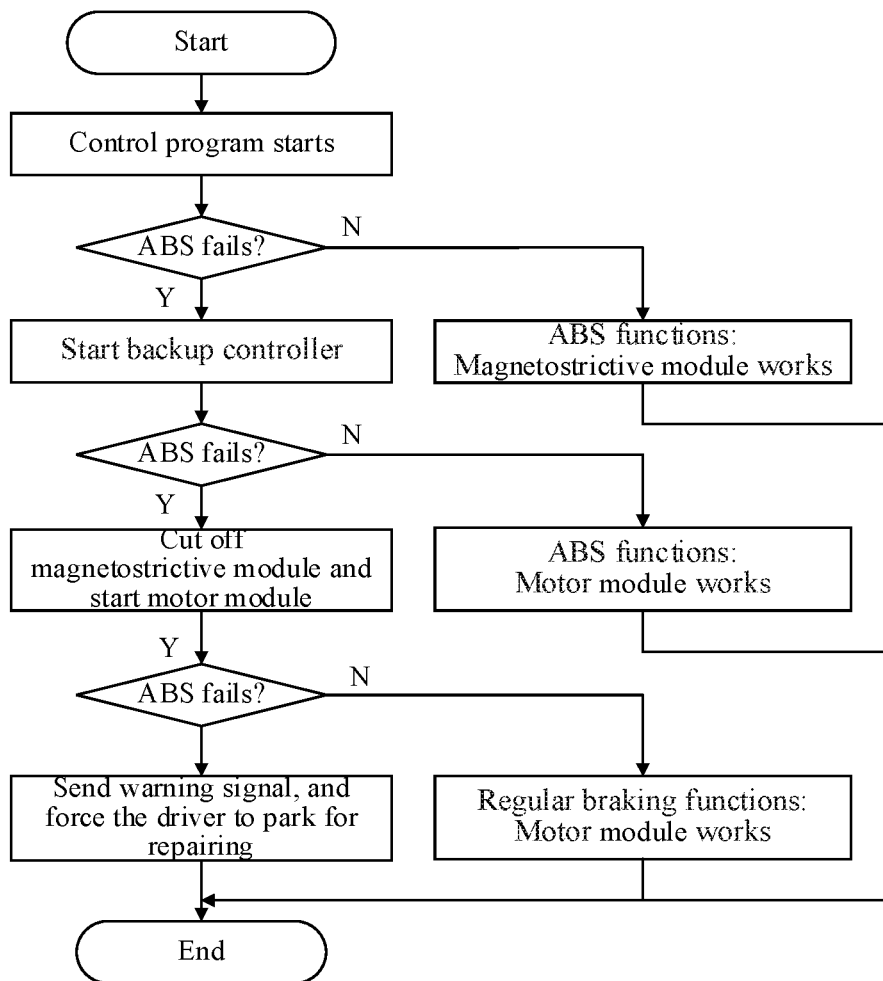 Start
Control program starts
ABS fails?
N
Y
Start backup controller
ABS functions:
Magnetostrictive module works
ABS fails?
N
Y
Cut off
magnetostrictive module and
start motor module
ABS functions:
Motor module works
Y
ABS fails?
N
Send warning signal, and
force the driver to park for
repairing
Regular braking functions:
Motor module works
End